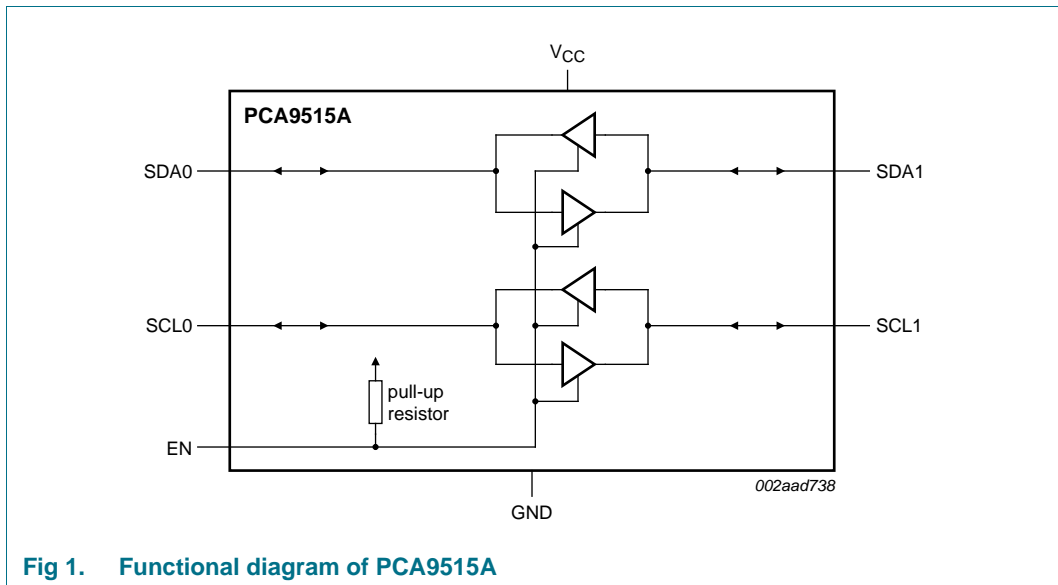 VCC
PCA9515A
SDA0
SDA1
SCL0
SCL1
pull-up
resistor
EN
002aad738
GND
Fig 1. Functional diagram of PCA9515A